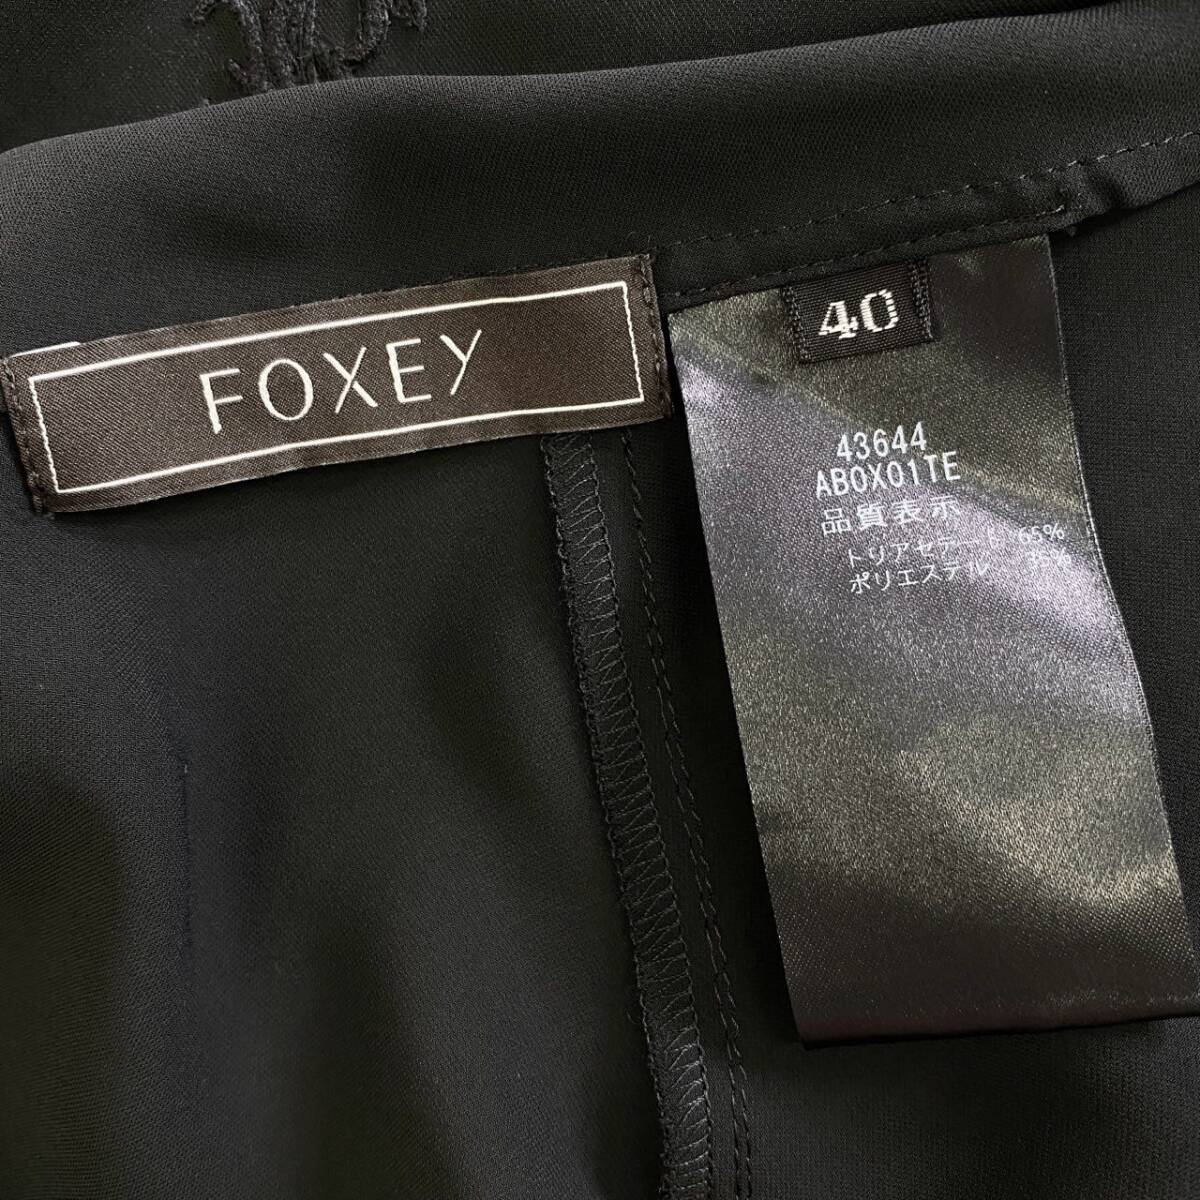 FOXEY
40
43644
AB0X01TE
品質表示
トリアセテート 65%
ポリエステル 35%